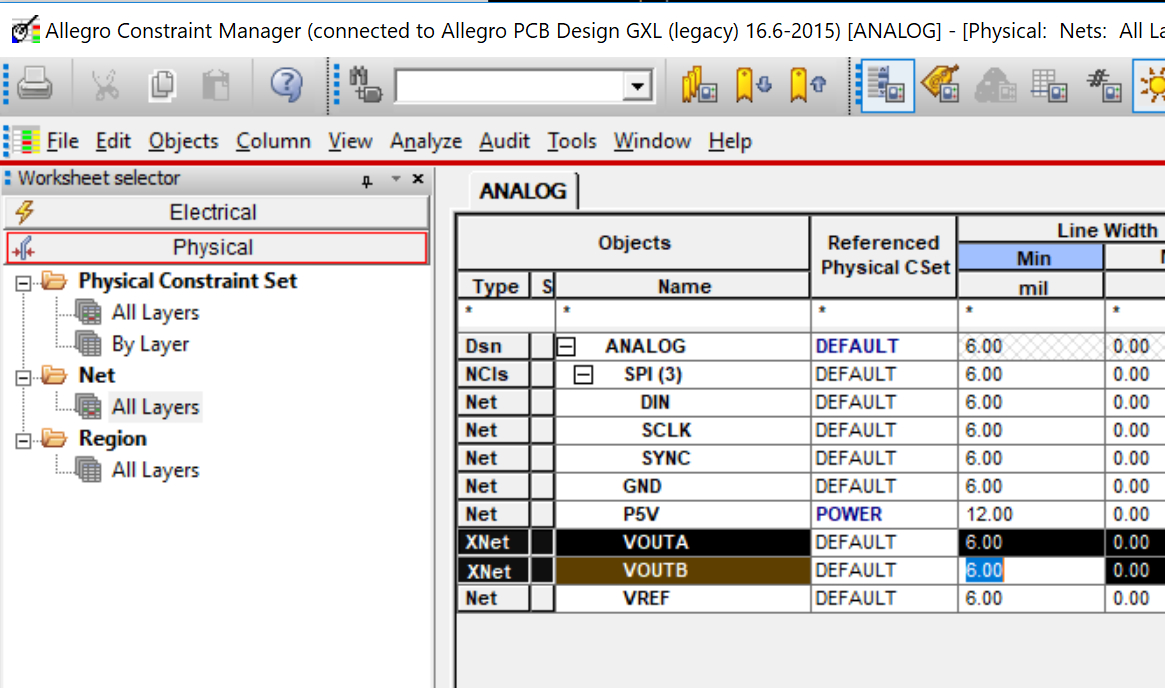 Allegro Constraint Manager (connected to Allegro PCB Design GXL (legacy) 16.6-2015) [ANALOG] - [Physical: Nets: All La
File Edit Objects Column View Analyze Audit Tools Window Help
Worksheet selector
Electrical
Physical
Physical Constraint Set
All Layers
By Layer
Net
All Layers
Region
All Layers
ANALOG
Objects Referenced Physical CSet Line Width
Min
Type S Name mil
* * * * *
Dsn ANALOG DEFAULT 6.00 0.00
NCls SPI (3) DEFAULT 6.00 0.00
Net DIN DEFAULT 6.00 0.00
Net SCLK DEFAULT 6.00 0.00
Net SYNC DEFAULT 6.00 0.00
Net GND DEFAULT 6.00 0.00
Net P5V POWER 12.00 0.00
XNet VOUTA DEFAULT 6.00 0.00
XNet VOUTB DEFAULT 6.00 0.00
Net VREF DEFAULT 6.00 0.00